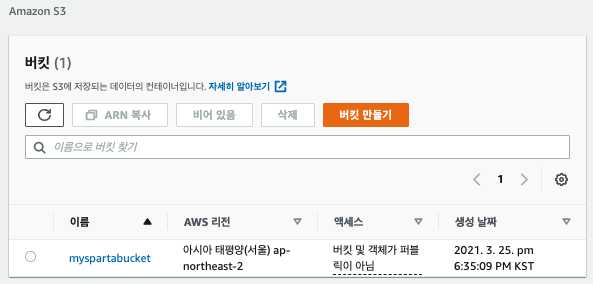 Amazon S3
버킷 (1)
버킷은 S3에 저장되는 데이터의 컨테이너입니다. 자세히 알아보기
ARN 복사 비어 있음 삭제 버킷 만들기
이름으로 버킷 찾기
1
이름 AWS 리전 액세스 생성 날짜
myspartabucket 아시아 태평양(서울) ap-northeast-2 버킷 및 객체가 퍼블릭이 아님 2021. 3. 25. pm 6:35:09 PM KST